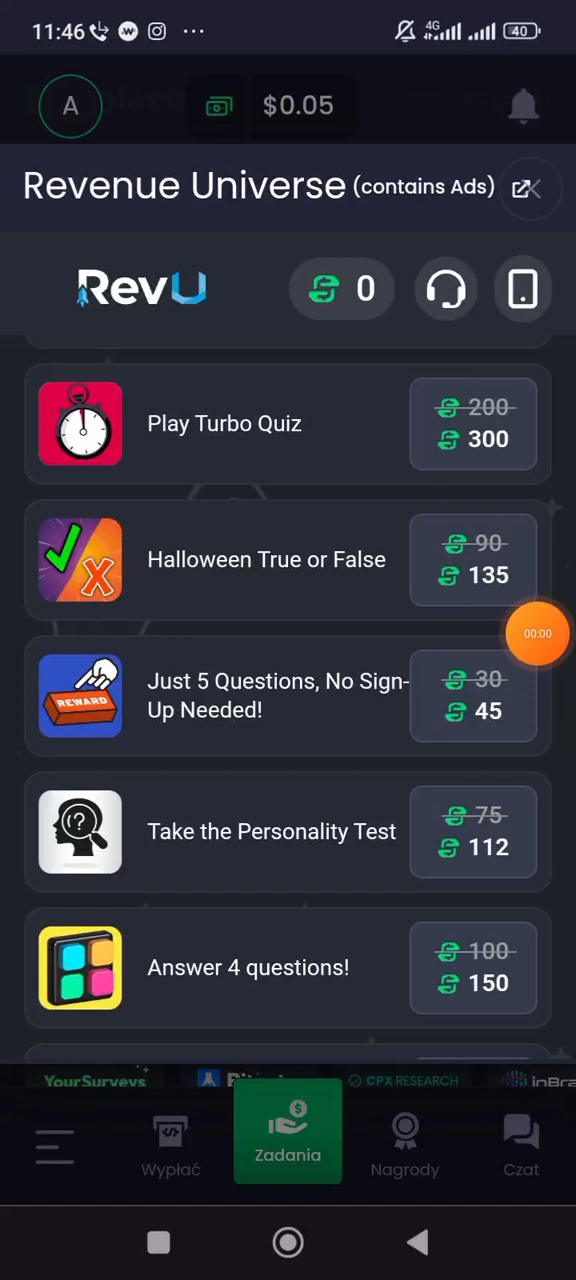 11:46
4G
40
A
$0.05
Revenue Universe (contains Ads)
RevU
0
Play Turbo Quiz
200
300
Halloween True or False
90
135
00:00
Just 5 Questions, No Sign-
Up Needed!
30
45
REWARD
Take the Personality Test
75
112
Answer 4 questions!
100
150
YourSurveys
CPX RESEARCH
Wypłać
Zadania
Nagrody
Czat